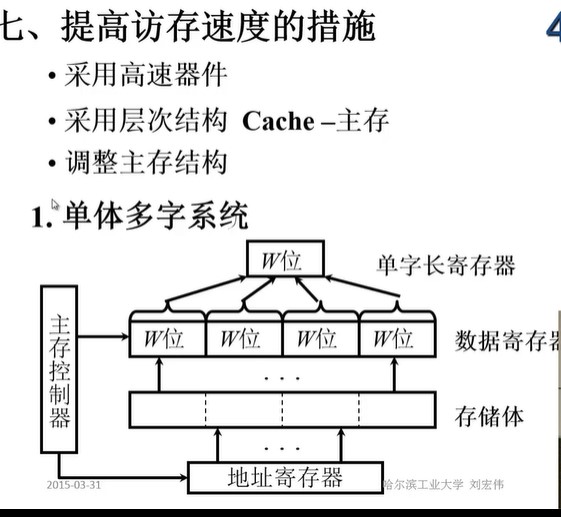 七、提高访存速度的措施
4
• 采用高速器件
• 采用层次结构 Cache –主存
• 调整主存结构
1. 单体多字系统
W位
单字长寄存器
主存控制器
W位 W位 W位 W位
数据寄存器
...
存储体
...
地址寄存器
2015-03-31
哈尔滨工业大学 刘宏伟